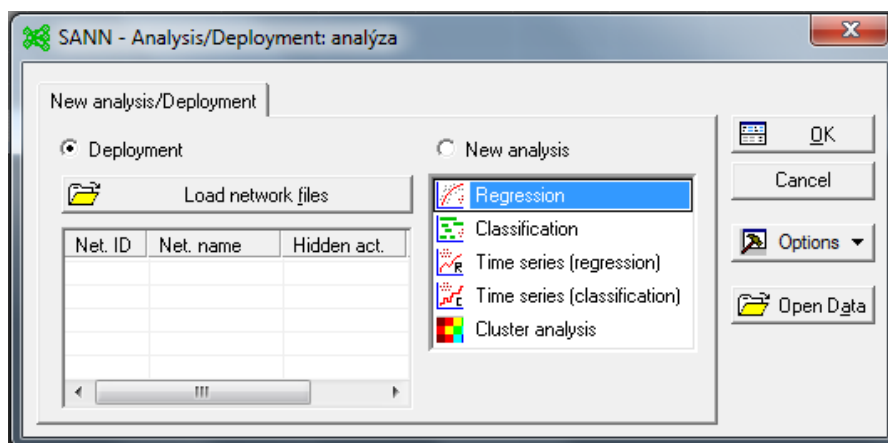 SANN - Analysis/Deployment: analýza
New analysis/Deployment
Deployment
Load network files
Net. ID Net. name Hidden act.
New analysis
Regression
Classification
Time series (regression)
Time series (classification)
Cluster analysis
OK
Cancel
Options
Open Data